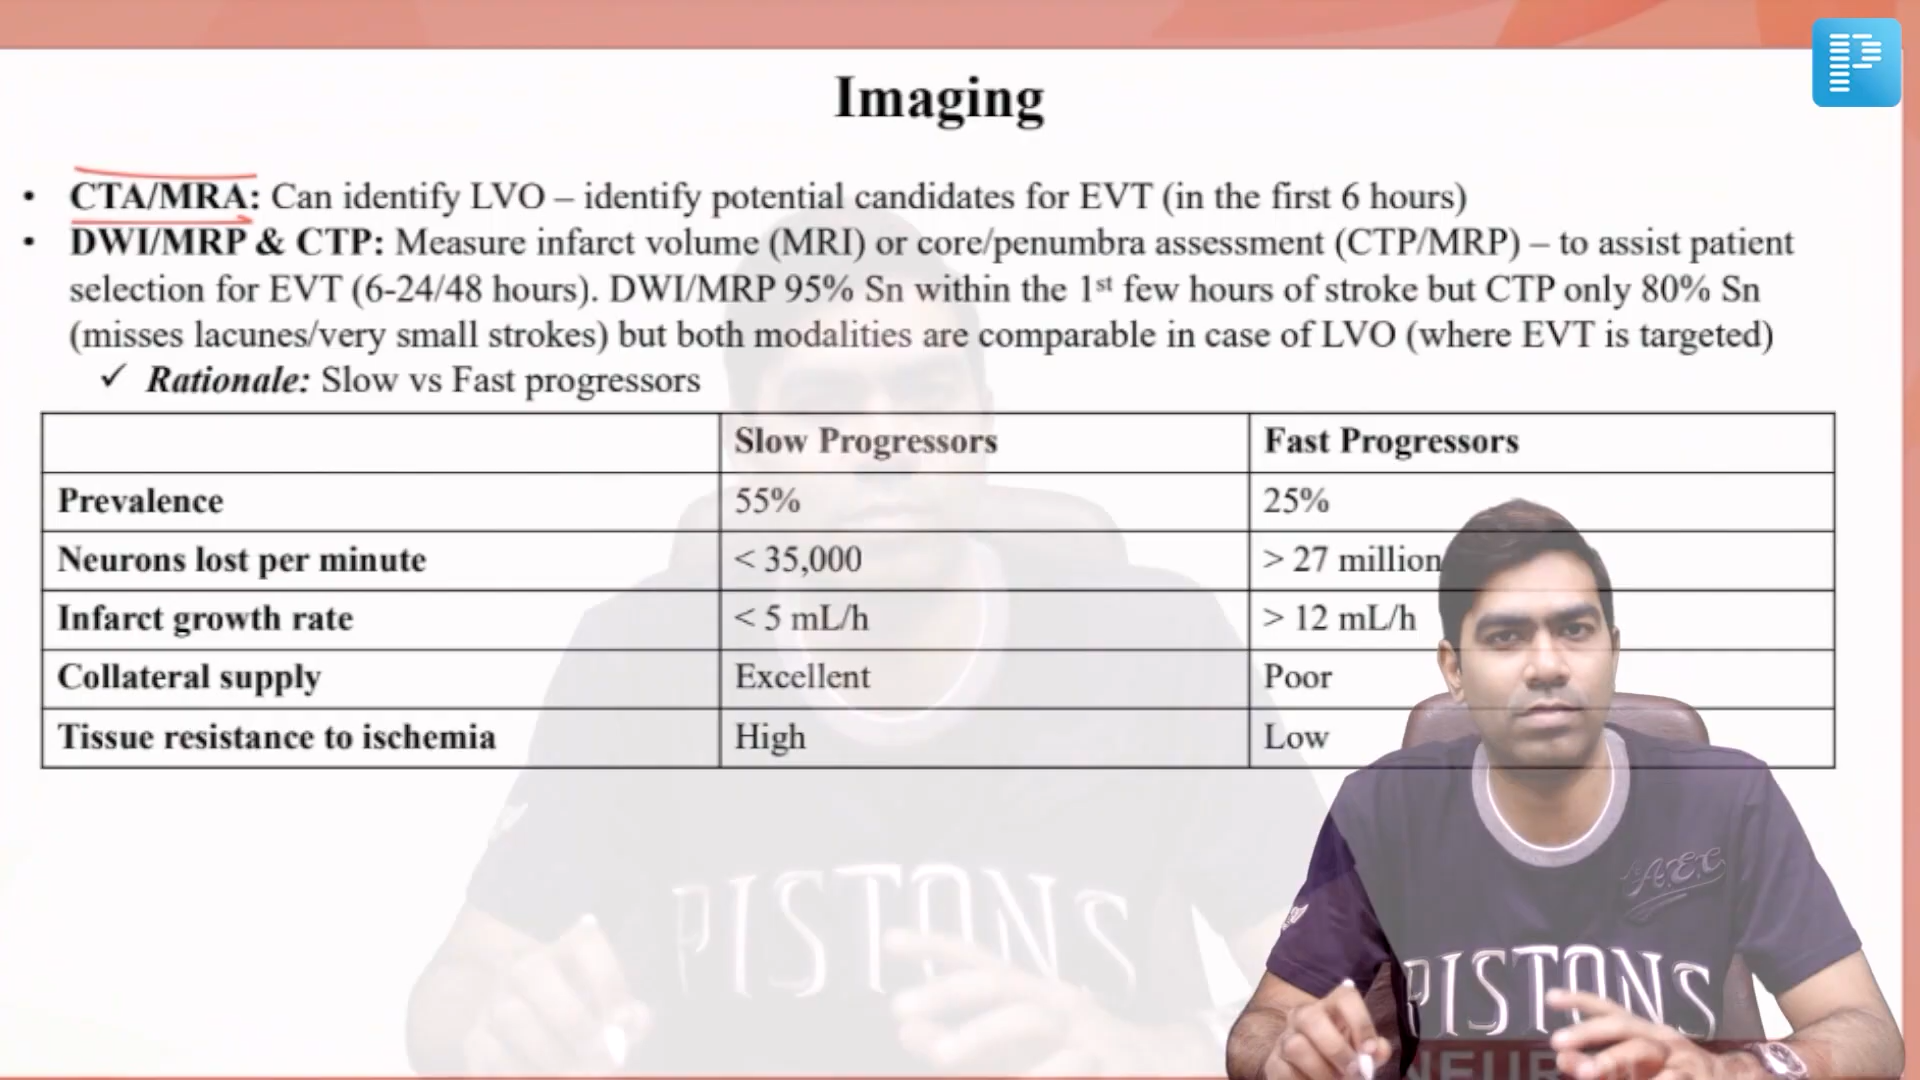 Imaging
• CTA/MRA: Can identify LVO – identify potential candidates for EVT (in the first 6 hours)
• DWI/MRP & CTP: Measure infarct volume (MRI) or core/penumbra assessment (CTP/MRP) – to assist patient
selection for EVT (6-24/48 hours). DWI/MRP 95% Sn within the 1st few hours of stroke but CTP only 80% Sn
(misses lacunes/very small strokes) but both modalities are comparable in case of LVO (where EVT is targeted)
✓ Rationale: Slow vs Fast progressors
Slow Progressors Fast Progressors
Prevalence 55% 25%
Neurons lost per minute < 35,000 > 27 million
Infarct growth rate < 5 mL/h > 12 mL/h
Collateral supply Excellent Poor
Tissue resistance to ischemia High Low
A.E.C
PISTONS
PISTONS